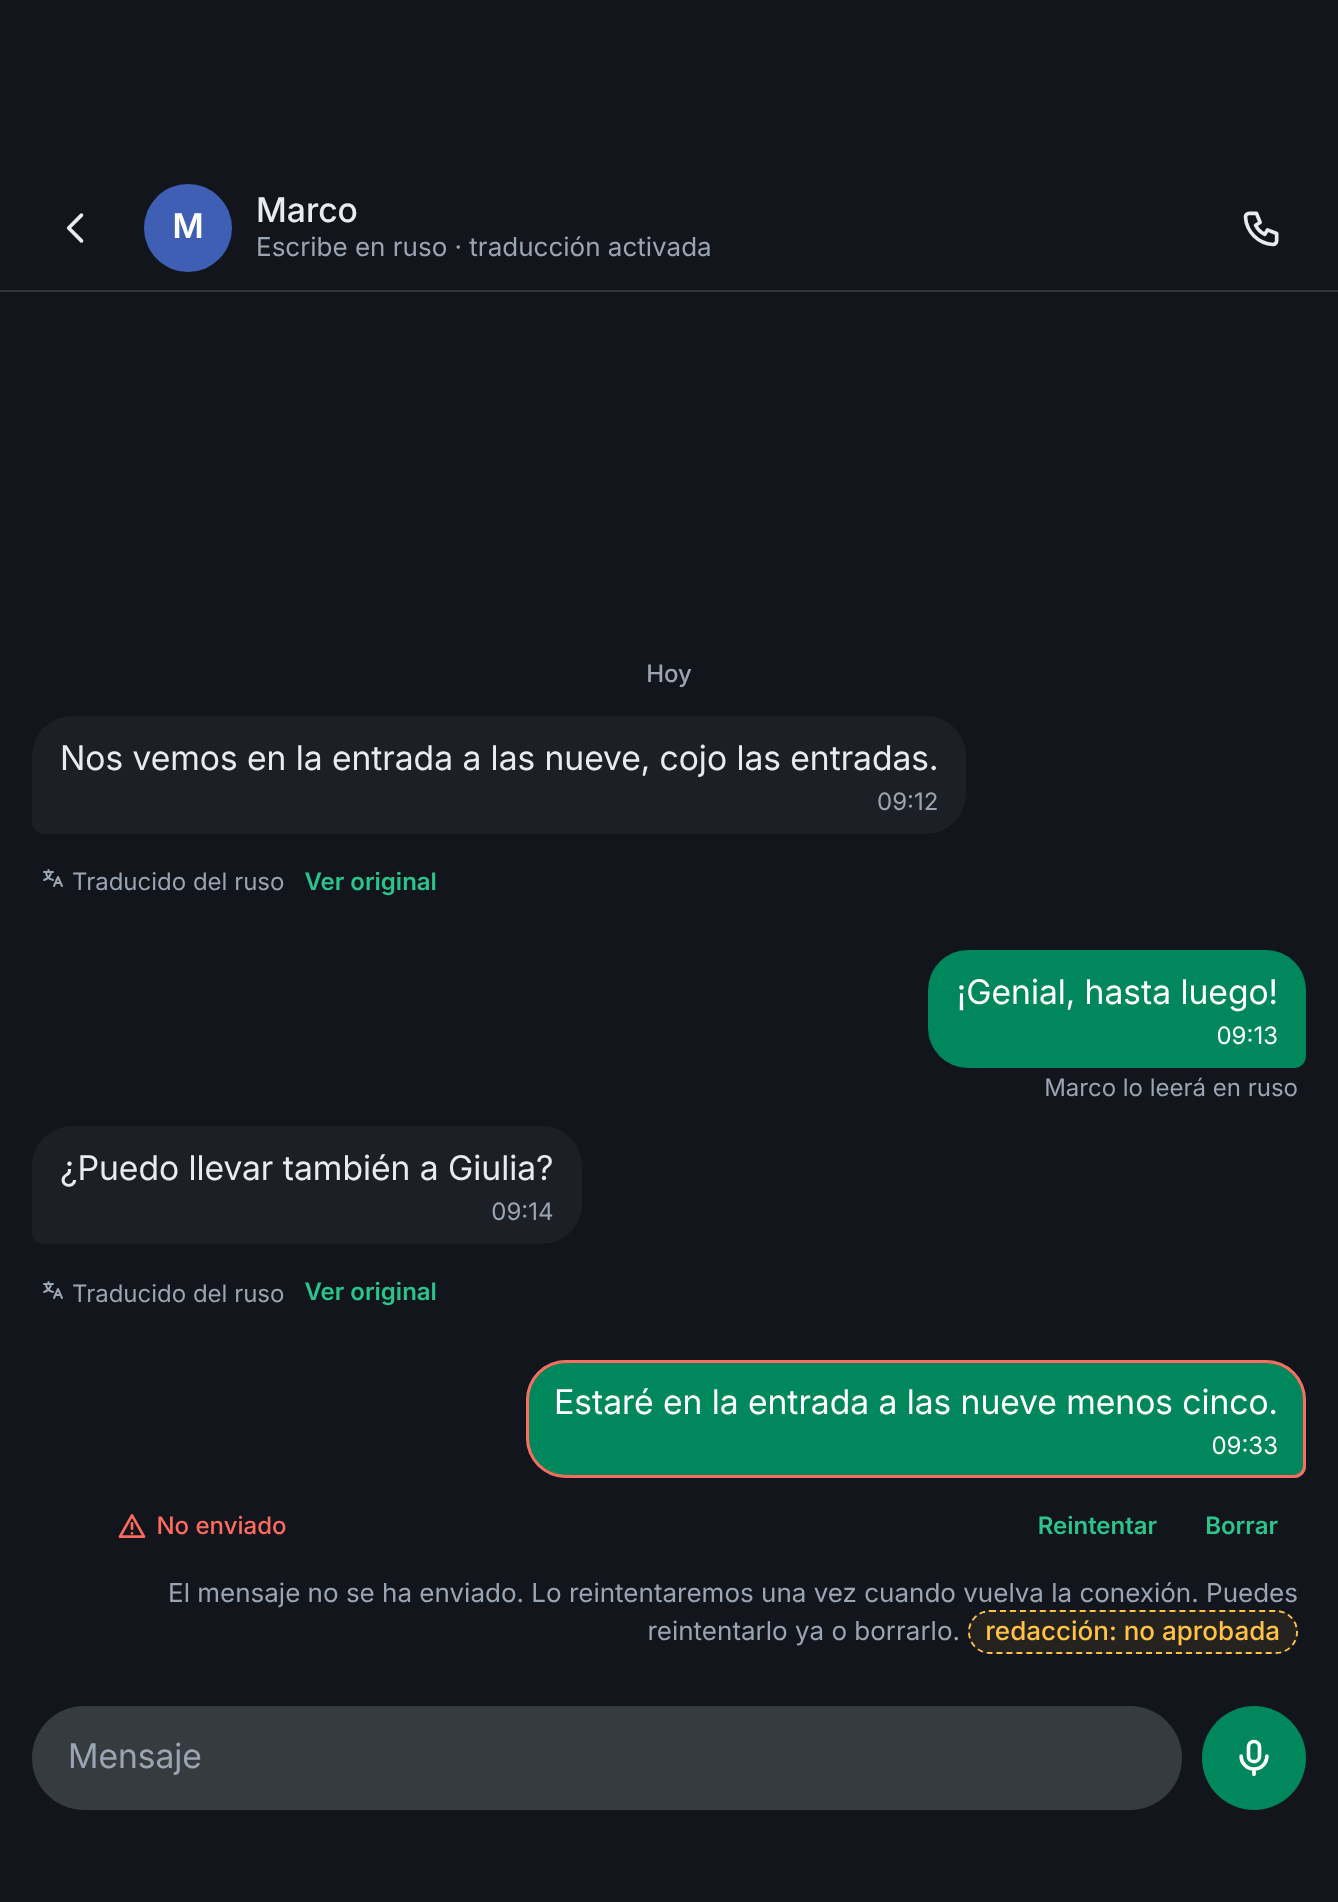 M
Marco
Escribe en ruso · traducción activada
Hoy
Nos vemos en la entrada a las nueve, cojo las entradas.
09:12
Traducido del ruso Ver original
¡Genial, hasta luego!
09:13
Marco lo leerá en ruso
¿Puedo llevar también a Giulia?
09:14
Traducido del ruso Ver original
Estaré en la entrada a las nueve menos cinco.
09:33
No enviado Reintentar Borrar
El mensaje no se ha enviado. Lo reintentaremos una vez cuando vuelva la conexión. Puedes
reintentarlo ya o borrarlo. redacción: no aprobada
Mensaje